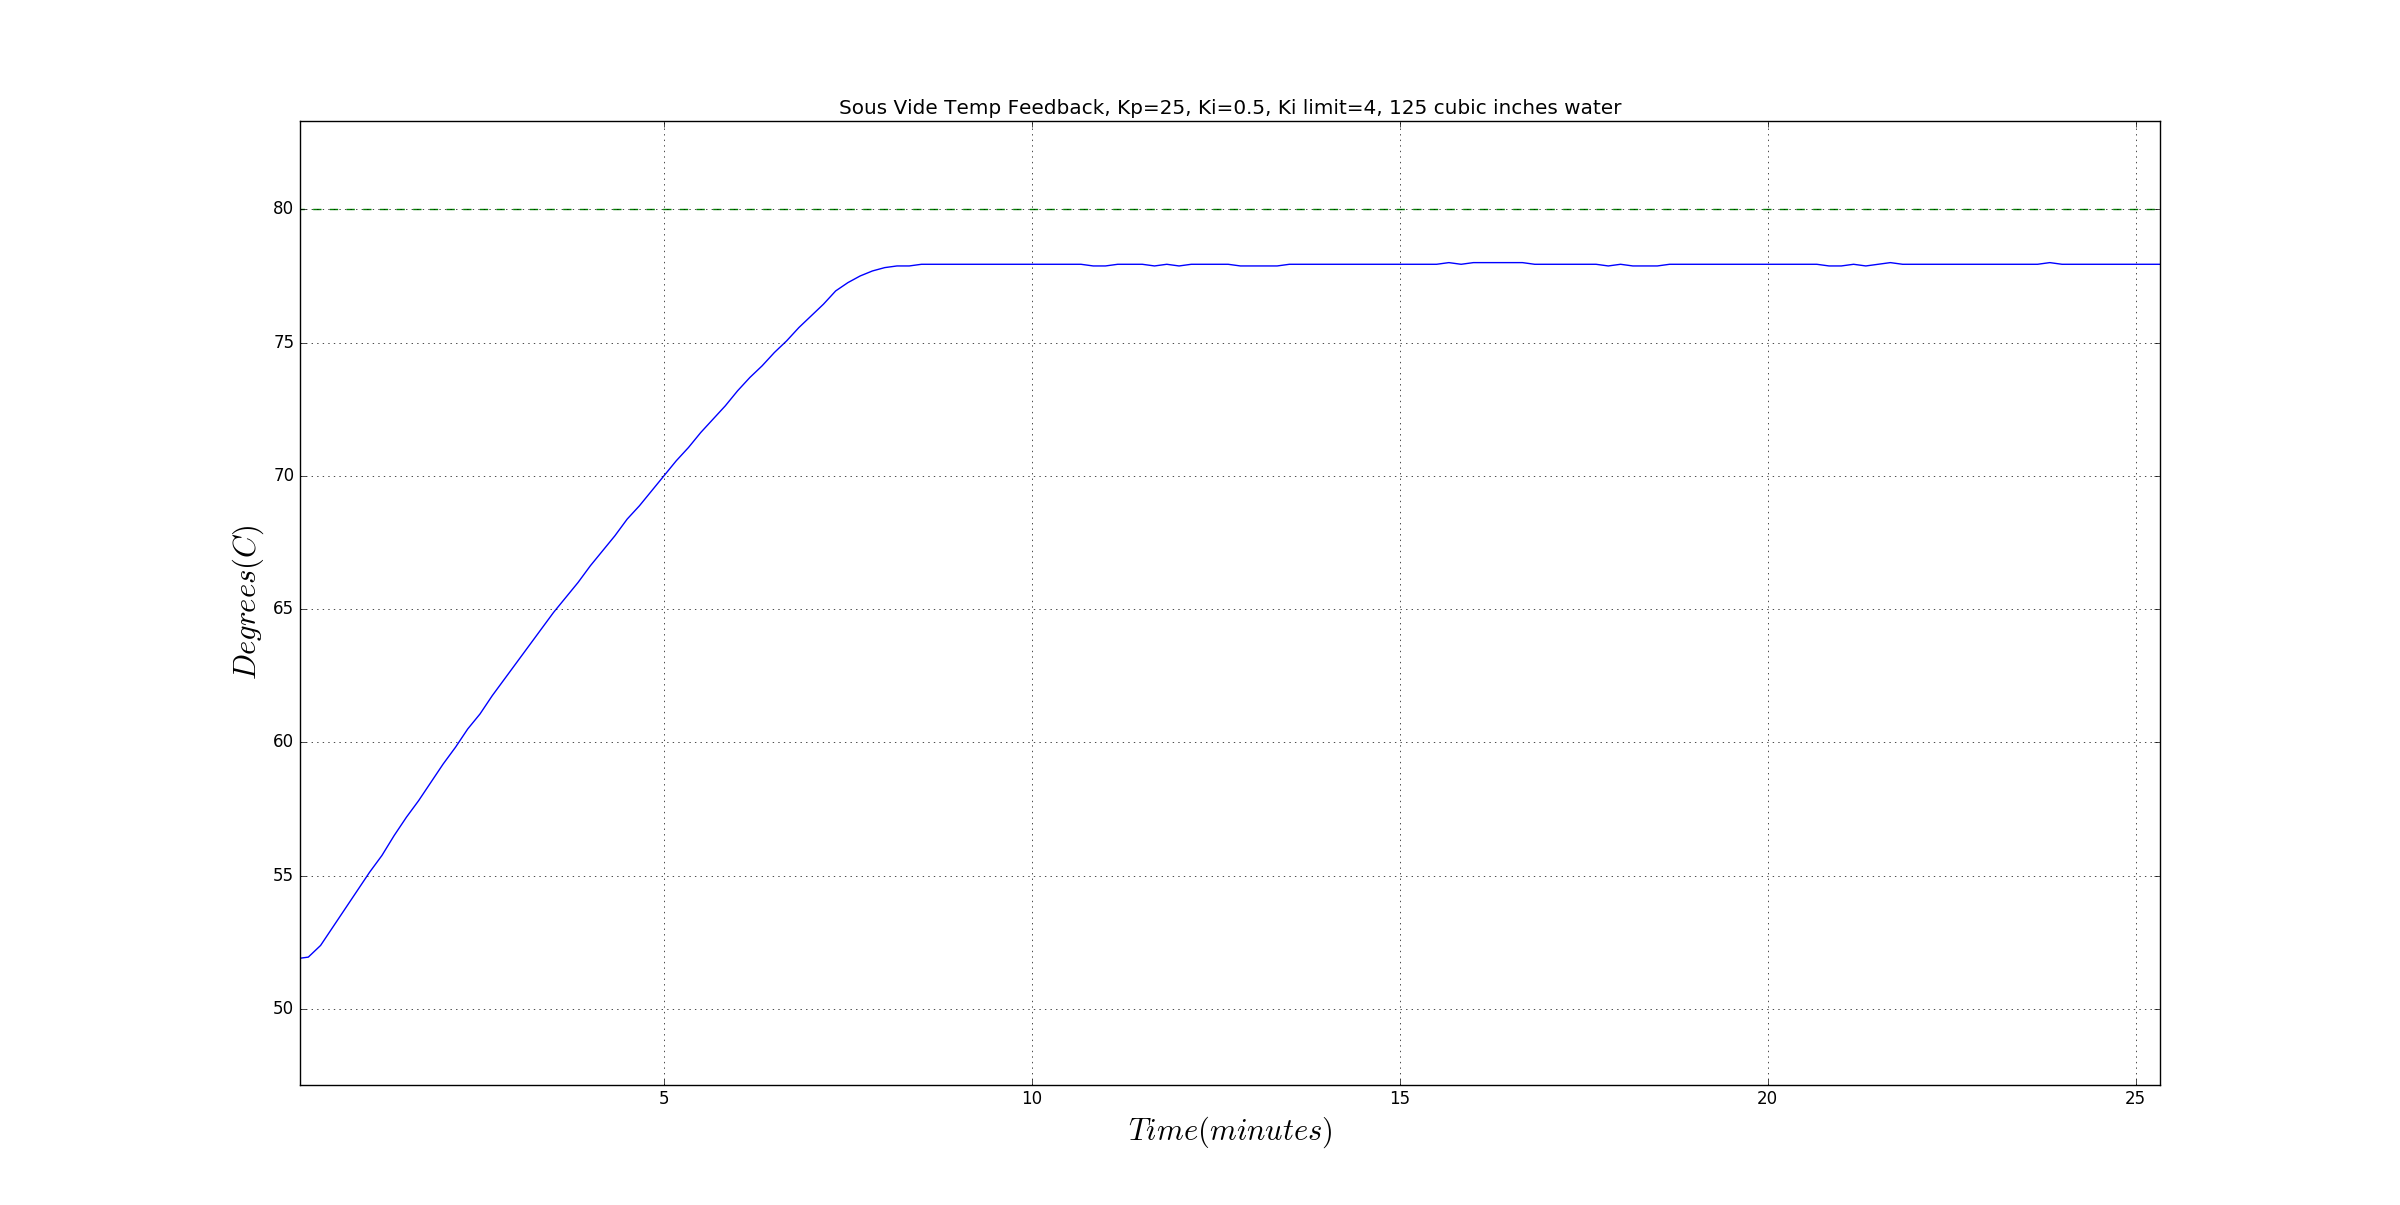 Sous Vide Temp Feedback, Kp=25, Ki=0.5, Ki limit=4, 125 cubic inches water
80
75
70
65
60
55
50
Degrees(C)
5 10 15 20 25
Time(minutes)